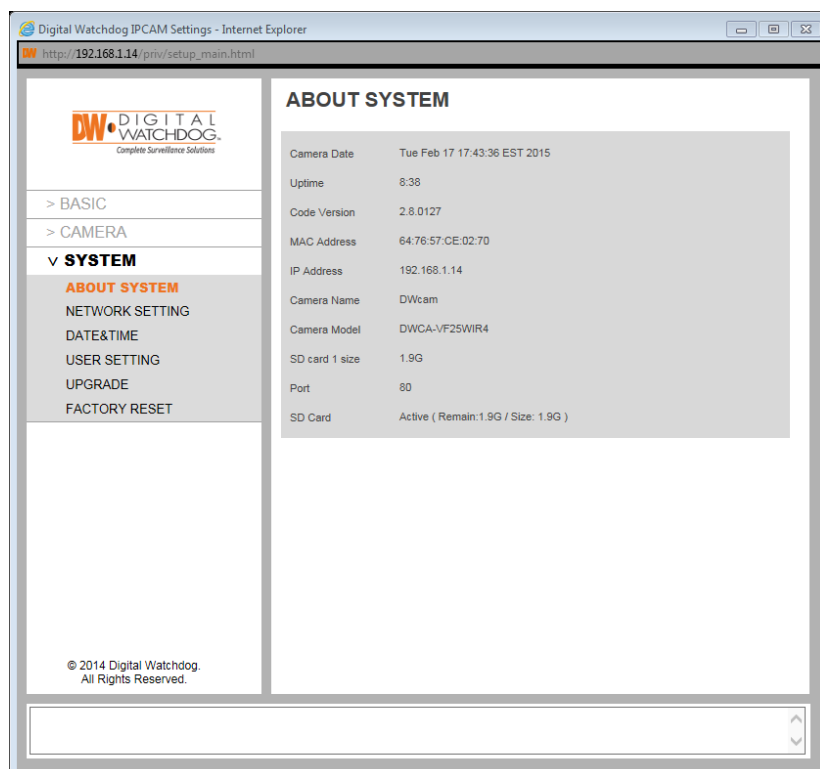 Digital Watchdog IPCAM Settings - Internet Explorer
http://192.168.1.14/priv/setup_main.html
DW DIGITAL
WATCHDOG.
Complete Surveillance Solutions
> BASIC
> CAMERA
v SYSTEM
ABOUT SYSTEM
NETWORK SETTING
DATE&TIME
USER SETTING
UPGRADE
FACTORY RESET
© 2014 Digital Watchdog.
All Rights Reserved.
ABOUT SYSTEM
Camera Date Tue Feb 17 17:43:36 EST 2015
Uptime 8:38
Code Version 2.8.0127
MAC Address 64:76:57:CE:02:70
IP Address 192.168.1.14
Camera Name DWcam
Camera Model DWCA-VF25WIR4
SD card 1 size 1.9G
Port 80
SD Card Active ( Remain:1.9G / Size: 1.9G )